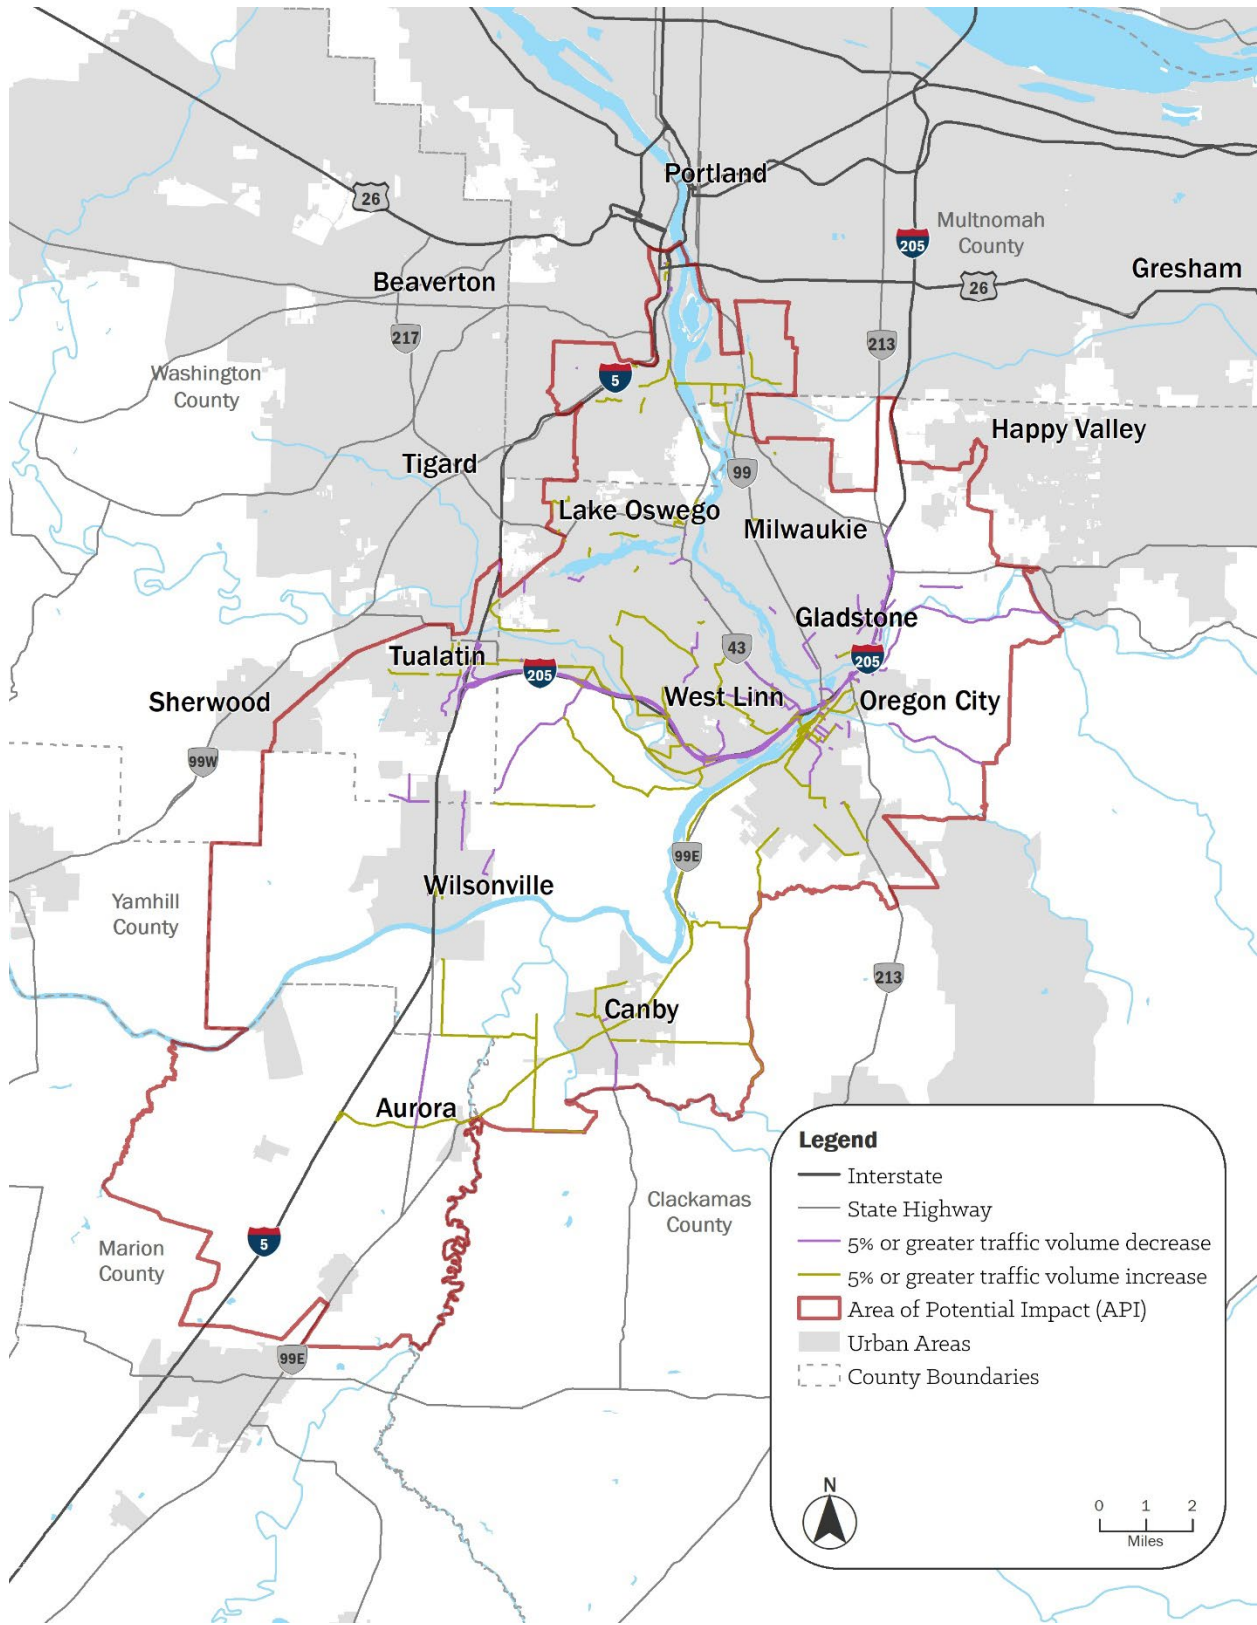 Portland
26
Multnomah
County
205
Beaverton
Gresham
26
217
213
Washington
County
5
Happy Valley
Tigard
99
Lake Oswego
Milwaukie
Gladstone
43
Tualatin
205
205
Sherwood
West Linn
Oregon City
99W
99E
Wilsonville
Yamhill
County
213
Canby
Aurora
Clackamas
County
5
Marion
County
99E
Legend
Interstate
State Highway
5% or greater traffic volume decrease
5% or greater traffic volume increase
Area of Potential Impact (API)
Urban Areas
County Boundaries
N
0 1 2
Miles